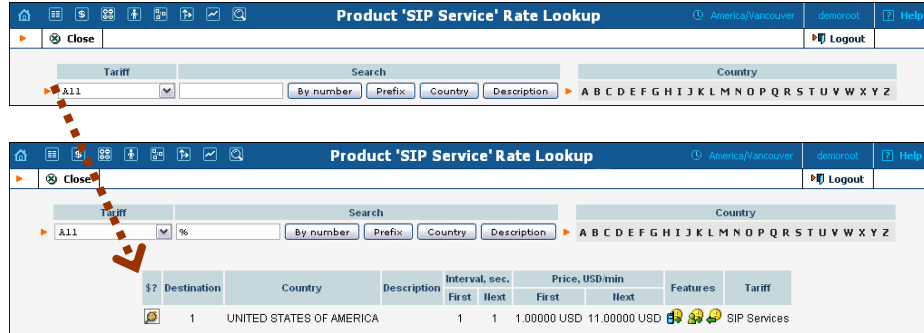 Product 'SIP Service' Rate Lookup America/Vancouver demoroot ? Help
Close Logout
Tariff Search Country
All By number Prefix Country Description A B C D E F G H I J K L M N O P Q R S T U V W X Y Z
Product 'SIP Service' Rate Lookup America/Vancouver demoroot ? Help
Close Logout
Tariff Search Country
All % By number Prefix Country Description A B C D E F G H I J K L M N O P Q R S T U V W X Y Z
$? Destination Country Description Interval, sec. Price, USD/min Features Tariff
First Next First Next
1 UNITED STATES OF AMERICA 1 1 1.00000 USD 11.00000 USD SIP Services